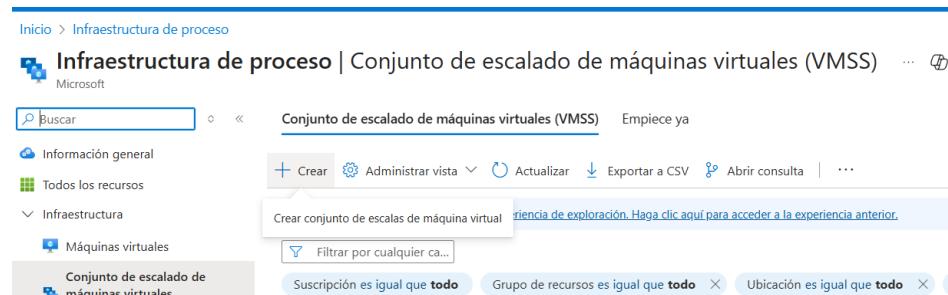 Inicio > Infraestructura de proceso
Infraestructura de proceso | Conjunto de escalado de máquinas virtuales (VMSS) ...
Microsoft
Buscar
Conjunto de escalado de máquinas virtuales (VMSS) Empiece ya
Información general
Crear Administrar vista Actualizar Exportar a CSV Abrir consulta | ...
Todos los recursos
Infraestructura
Crear conjunto de escalas de máquina virtual
de exploración. Haga clic aquí para acceder a la experiencia anterior.
Máquinas virtuales
Filtrar por cualquier ca...
Conjunto de escalado de
máquinas virtuales
Suscripción es igual que todo Grupo de recursos es igual que todo Ubicación es igual que todo